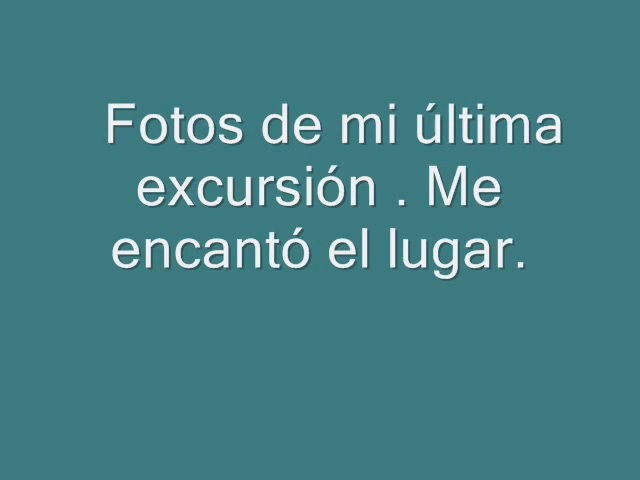 Fotos de mi última
excursión . Me
encantó el lugar.